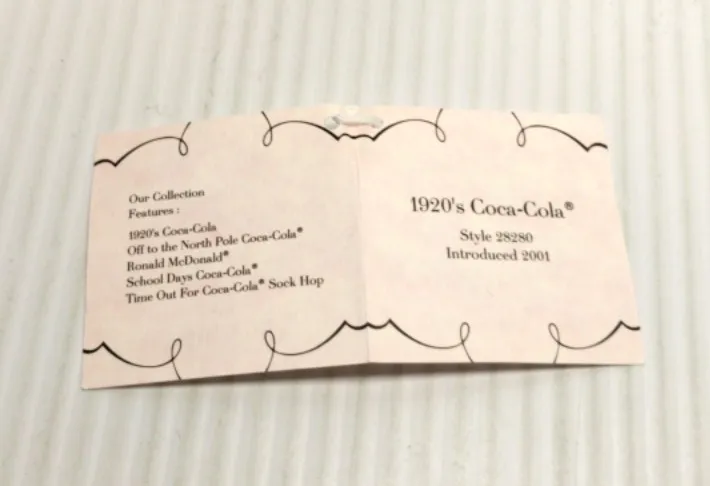 Our Collection
Features :
1920's Coca-Cola
Off to the North Pole Coca-Cola®
Ronald McDonald®
School Days Coca-Cola®
Time Out For Coca-Cola® Sock Hop
1920's Coca-Cola®
Style 28280
Introduced 2001